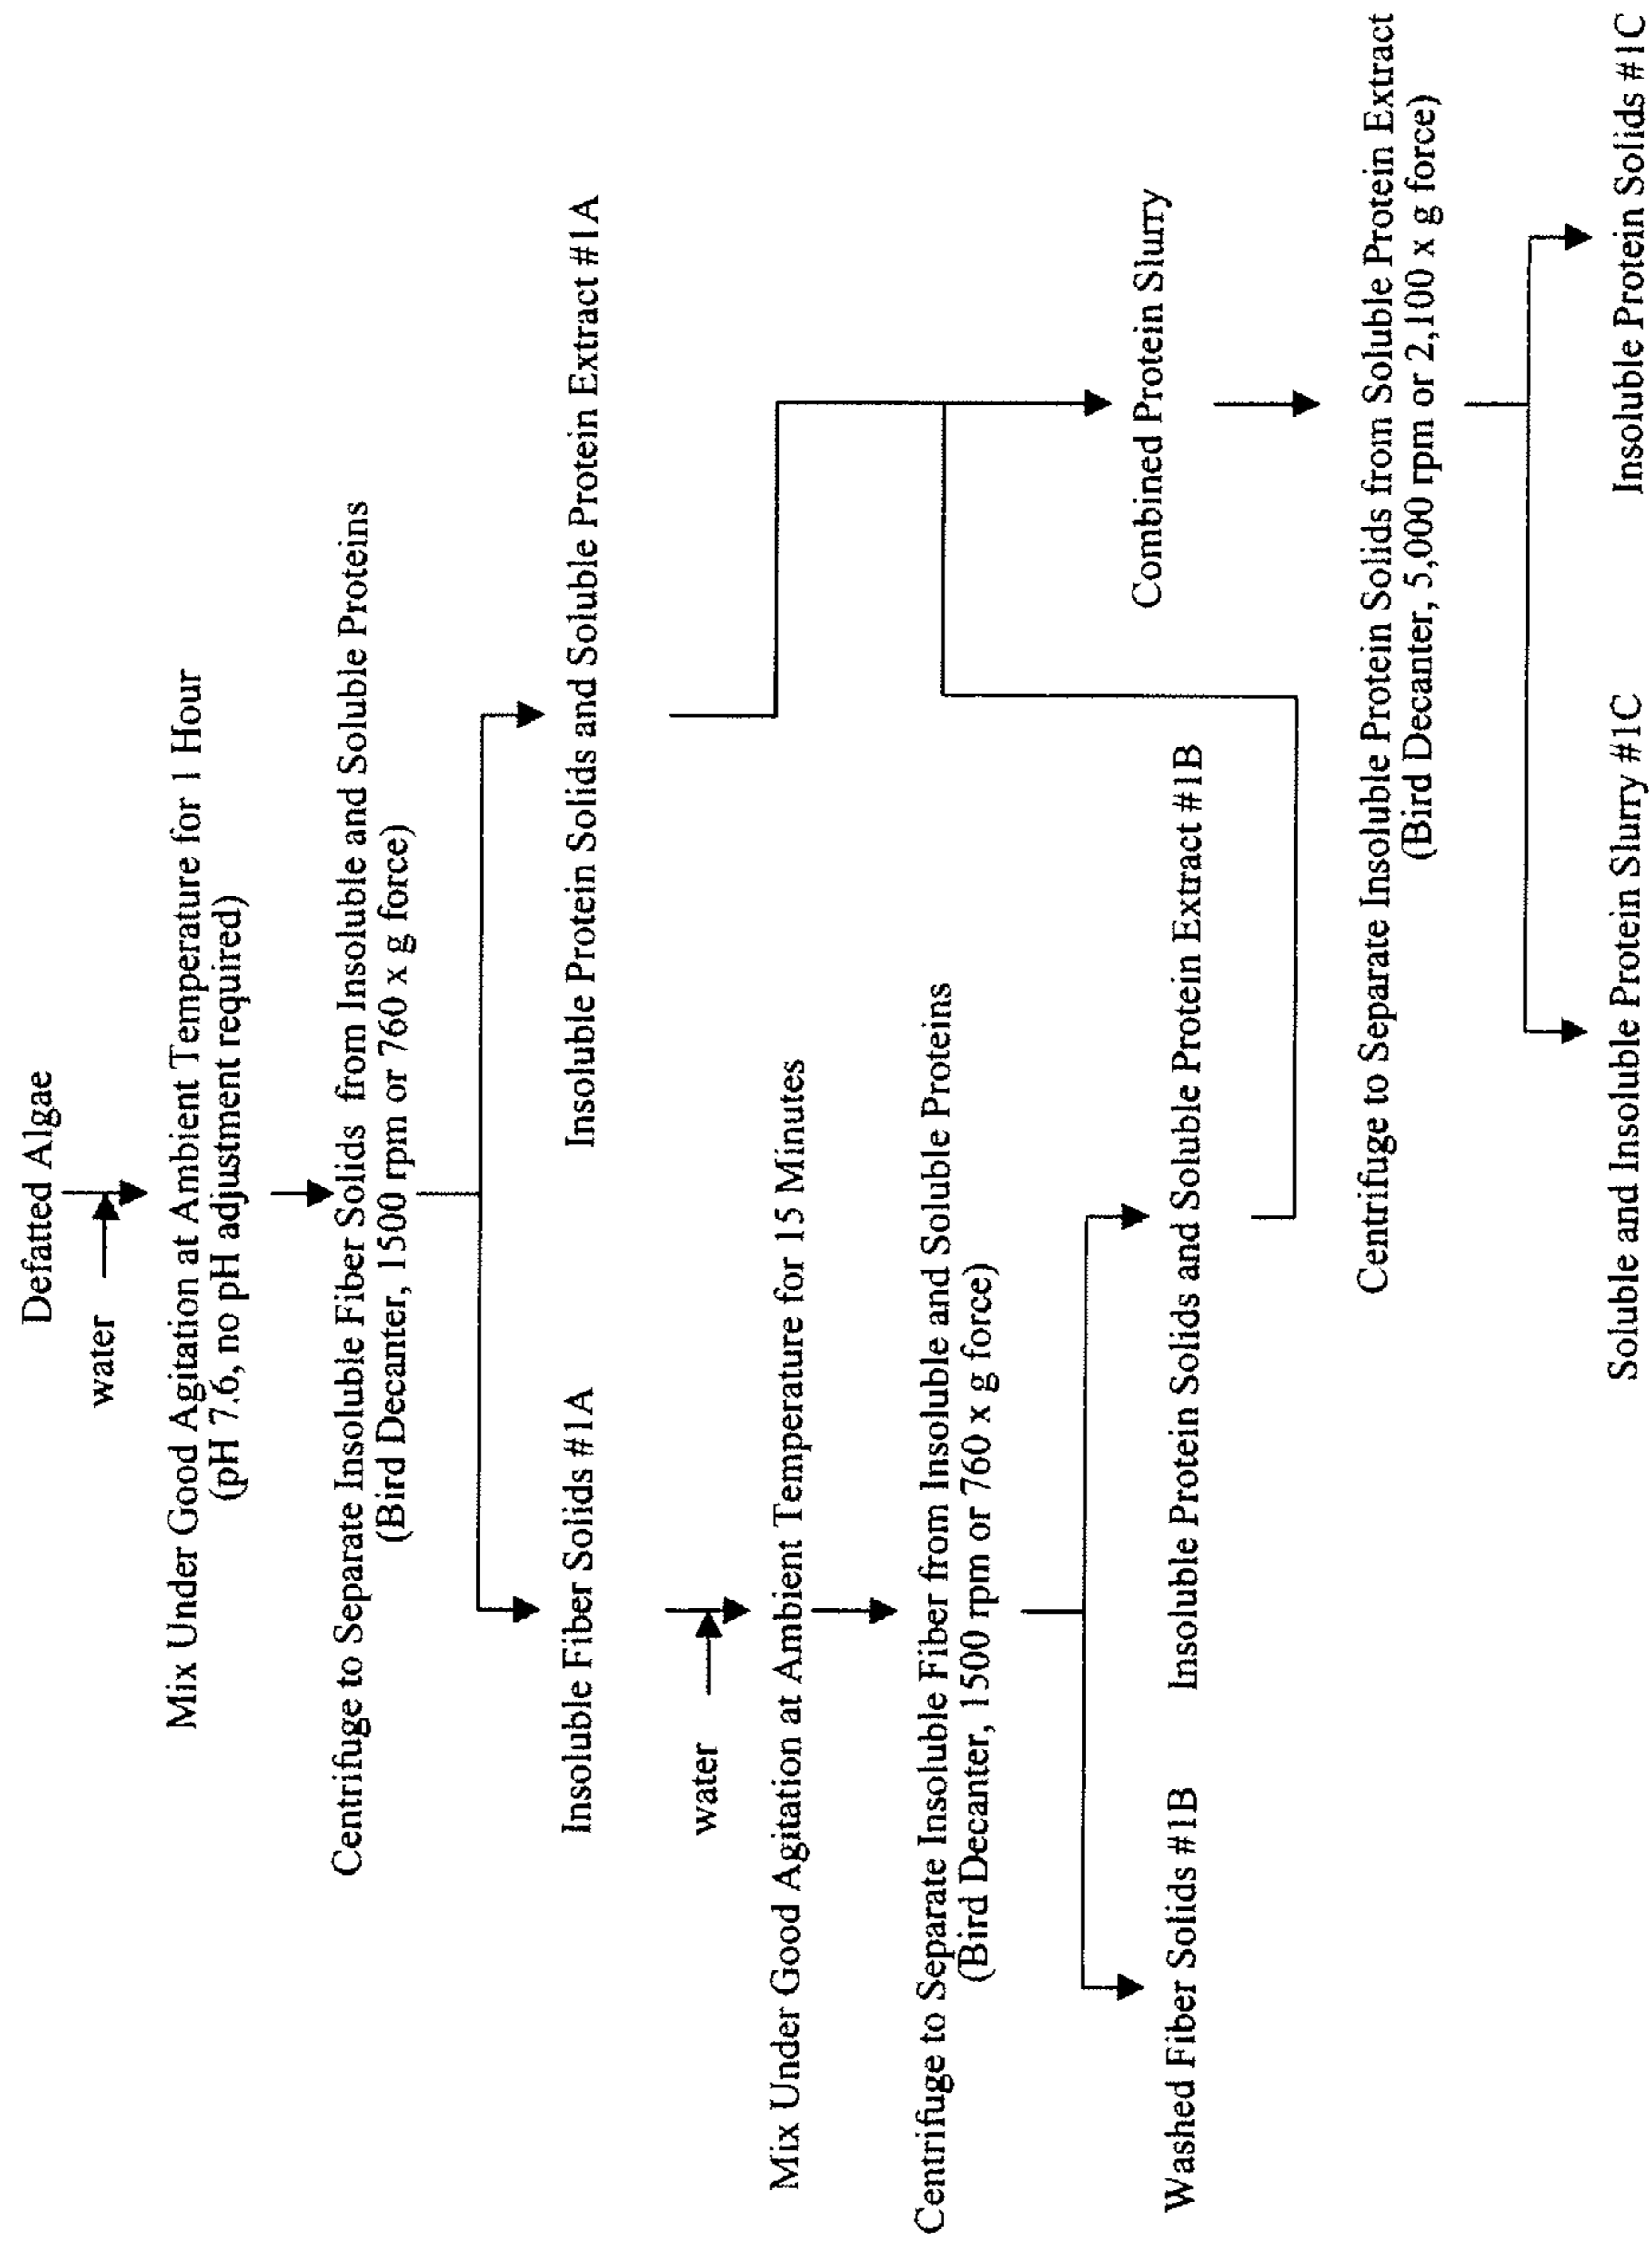 Defatted Algae
water
Mix Under Good Agitation at Ambient Temperature for 1 Hour
(pH 7.6, no pH adjustment required)
Centrifuge to Separate Insoluble Fiber Solids from Insoluble and Soluble Proteins
(Bird Decanter, 1500 rpm or 760 x g force)
Insoluble Fiber Solids #1A
Insoluble Protein Solids and Soluble Protein Extract #1A
water
Mix Under Good Agitation at Ambient Temperature for 15 Minutes
Centrifuge to Separate Insoluble Fiber from Insoluble and Soluble Proteins
(Bird Decanter, 1500 rpm or 760 x g force)
Washed Fiber Solids #1B
Insoluble Protein Solids and Soluble Protein Extract #1B
Combined Protein Slurry
Centrifuge to Separate Insoluble Protein Solids from Soluble Protein Extract
(Bird Decanter, 5,000 rpm or 2,100 x g force)
Soluble and Insoluble Protein Slurry #1C
Insoluble Protein Solids #1C